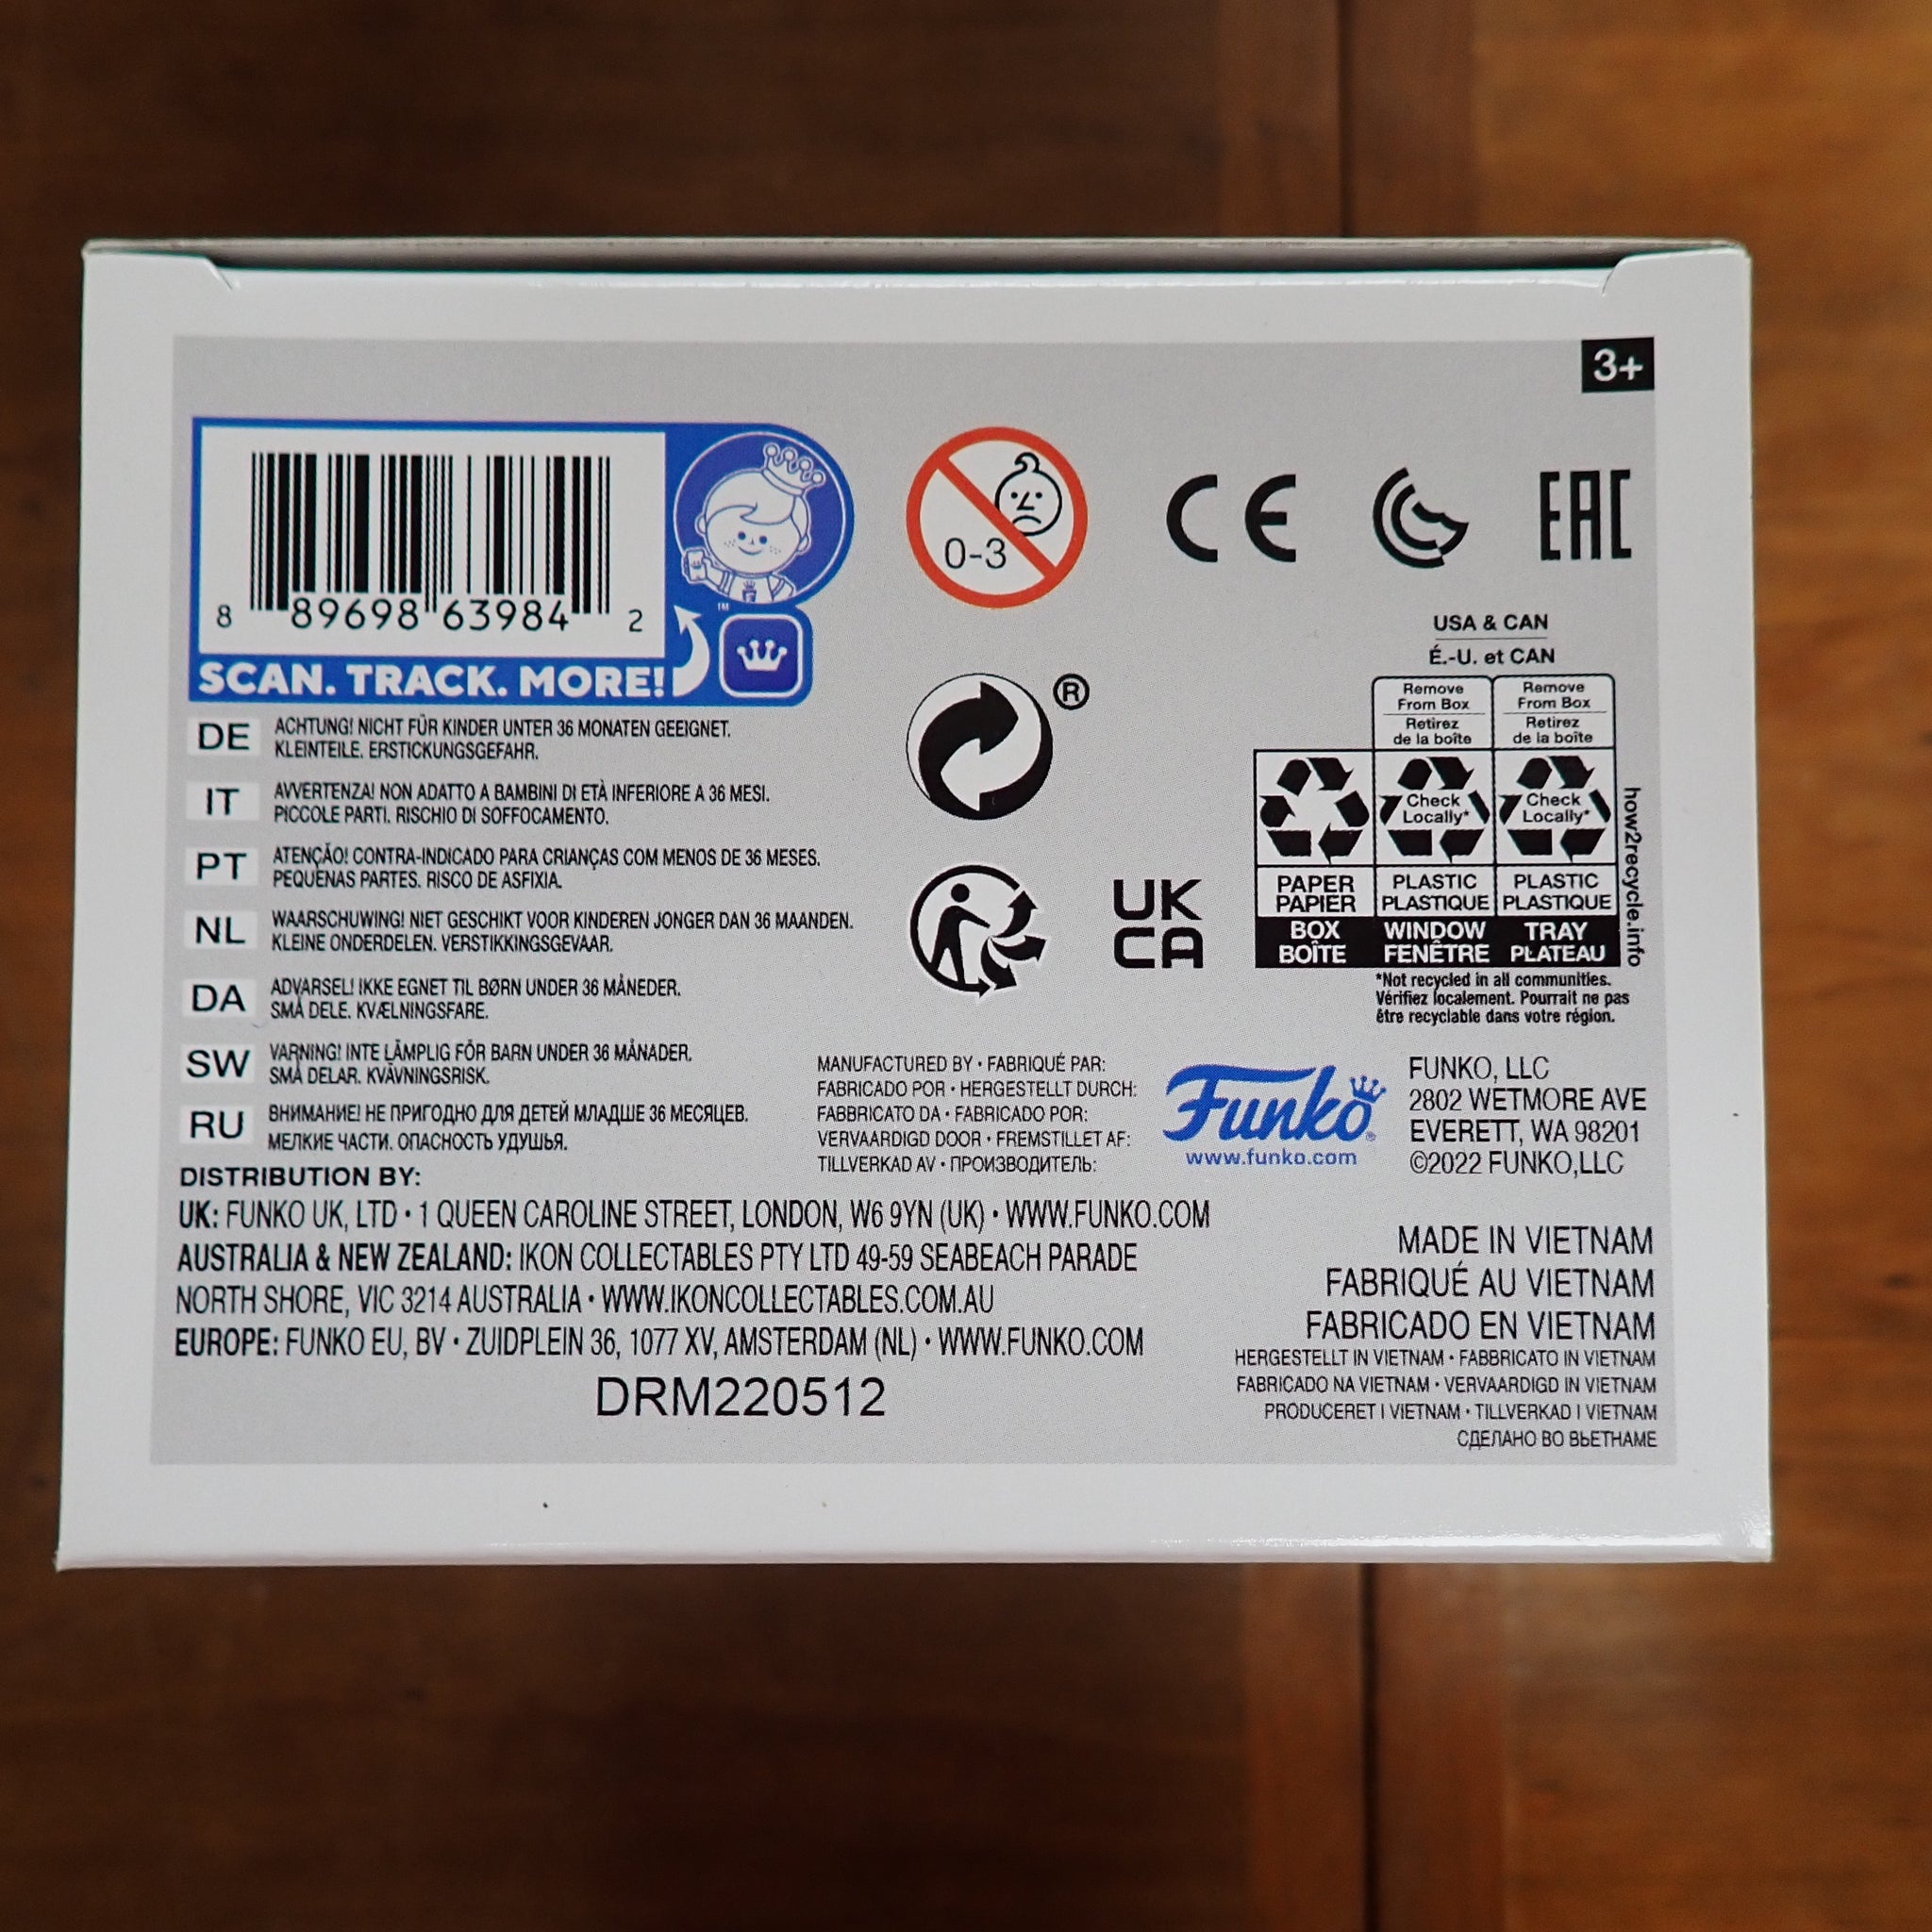 3+
8 89698 63984 2
SCAN. TRACK. MORE!
™
0-3
CE
EAC
DE ACHTUNG! NICHT FÜR KINDER UNTER 36 MONATEN GEEIGNET.
KLEINTEILE. ERSTICKUNGSGEFAHR.
IT AVVERTENZA! NON ADATTO A BAMBINI DI ETÀ INFERIORE A 36 MESI.
PICCOLE PARTI. RISCHIO DI SOFFOCAMENTO.
PT ATENÇÃO! CONTRA-INDICADO PARA CRIANÇAS COM MENOS DE 36 MESES.
PEQUENAS PARTES. RISCO DE ASFIXIA.
NL WAARSCHUWING! NIET GESCHIKT VOOR KINDEREN JONGER DAN 36 MAANDEN.
KLEINE ONDERDELEN. VERSTIKKINGSGEVAAR.
DA ADVARSEL! IKKE EGNET TIL BØRN UNDER 36 MÅNEDER.
SMÅ DELE. KVÆLNINGSFARE.
SW VARNING! INTE LÄMPLIG FÖR BARN UNDER 36 MÅNADER.
SMÅ DELAR. KVÄVNINGSRISK.
RU ВНИМАНИЕ! НЕ ПРИГОДНО ДЛЯ ДЕТЕЙ МЛАДШЕ 36 МЕСЯЦЕВ.
МЕЛКИЕ ЧАСТИ. ОПАСНОСТЬ УДУШЬЯ.
®
UK
CA
USA & CAN
É.-U. et CAN
Remove
From Box
Retirez
de la boîte
Remove
From Box
Retirez
de la boîte
Check
Locally*
Check
Locally*
PAPER
PAPIER
PLASTIC
PLASTIQUE
PLASTIC
PLASTIQUE
BOX
BOÎTE
WINDOW
FENÊTRE
TRAY
PLATEAU
how2recycle.info
*Not recycled in all communities.
Vérifiez localement. Pourrait ne pas
être recyclable dans votre région.
MANUFACTURED BY • FABRIQUÉ PAR:
FABRICADO POR • HERGESTELLT DURCH:
FABBRICATO DA • FABRICADO POR:
VERVAARDIGD DOOR • FREMSTILLET AF:
TILLVERKAD AV • ПРОИЗВОДИТЕЛЬ:
Funko®
www.funko.com
FUNKO, LLC
2802 WETMORE AVE
EVERETT, WA 98201
©2022 FUNKO,LLC
DISTRIBUTION BY:
UK: FUNKO UK, LTD • 1 QUEEN CAROLINE STREET, LONDON, W6 9YN (UK) • WWW.FUNKO.COM
AUSTRALIA & NEW ZEALAND: IKON COLLECTABLES PTY LTD 49-59 SEABEACH PARADE
NORTH SHORE, VIC 3214 AUSTRALIA • WWW.IKONCOLLECTABLES.COM.AU
EUROPE: FUNKO EU, BV • ZUIDPLEIN 36, 1077 XV, AMSTERDAM (NL) • WWW.FUNKO.COM
DRM220512
MADE IN VIETNAM
FABRIQUÉ AU VIETNAM
FABRICADO EN VIETNAM
HERGESTELLT IN VIETNAM • FABBRICATO IN VIETNAM
FABRICADO NA VIETNAM • VERVAARDIGD IN VIETNAM
PRODUCERET I VIETNAM • TILLVERKAD I VIETNAM
СДЕЛАНО ВО ВЬЕТНАМЕ